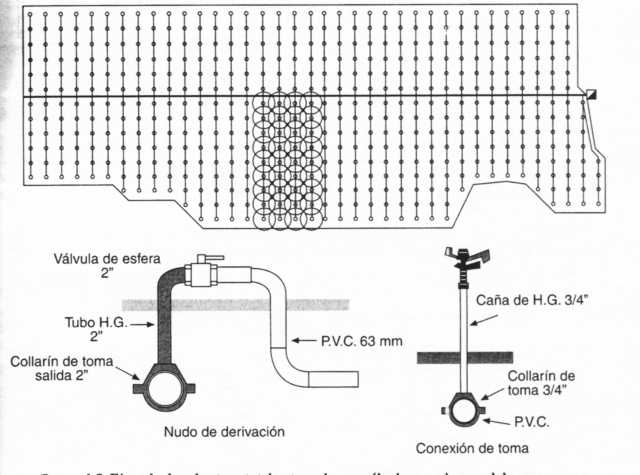 Válvula de esfera
2"
Tubo H.G.
2"
Collarín de toma
salida 2"
P.V.C. 63 mm
Nudo de derivación
Caña de H.G. 3/4"
Collarín de
toma 3/4"
P.V.C.
Conexión de toma